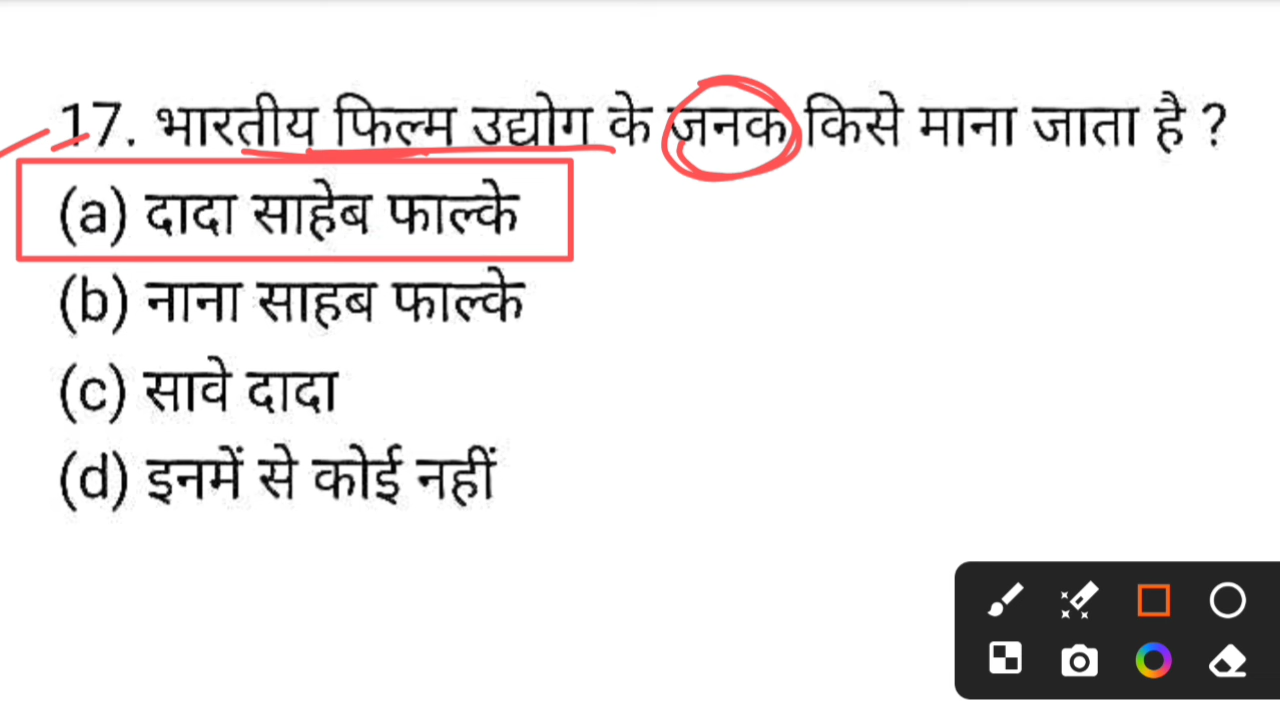 17. भारतीय फिल्म उद्योग के जनक किसे माना जाता है ?
(a) दादा साहेब फाल्के
(b) नाना साहब फाल्के
(c) सावे दादा
(d) इनमें से कोई नहीं